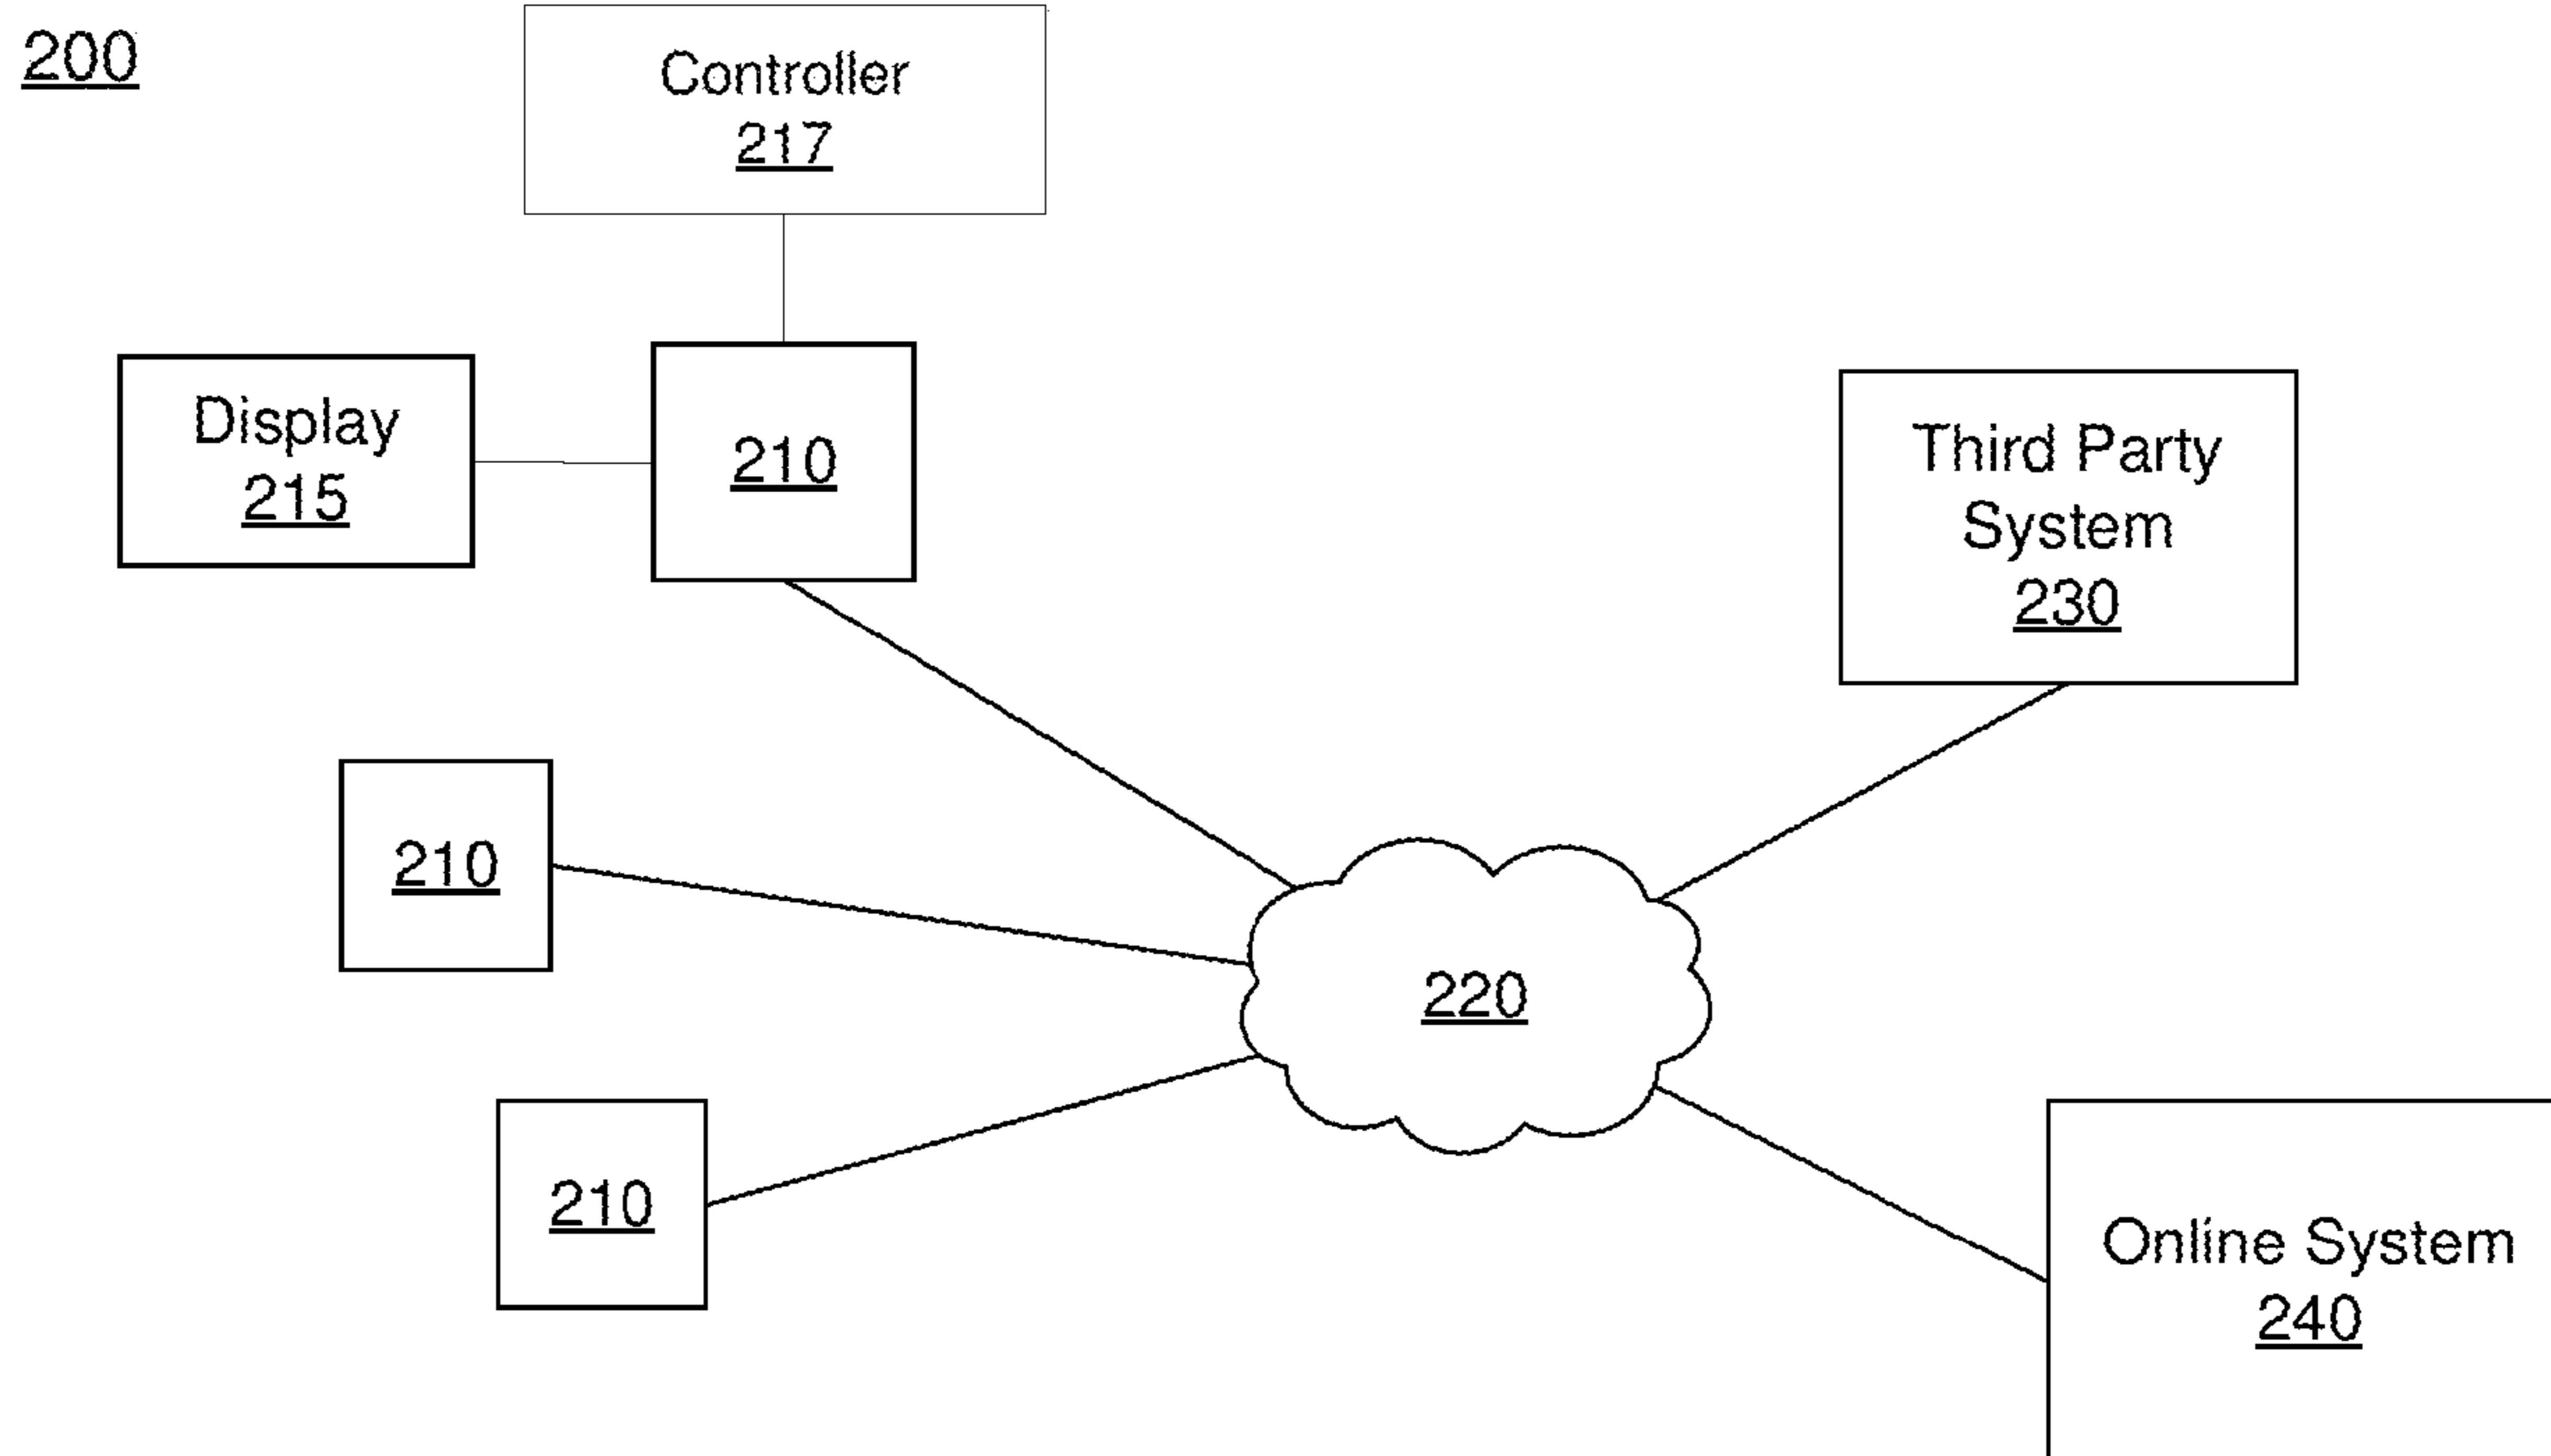 200
Controller
217
Display
215
210
Third Party
System
230
210
220
210
Online System
240